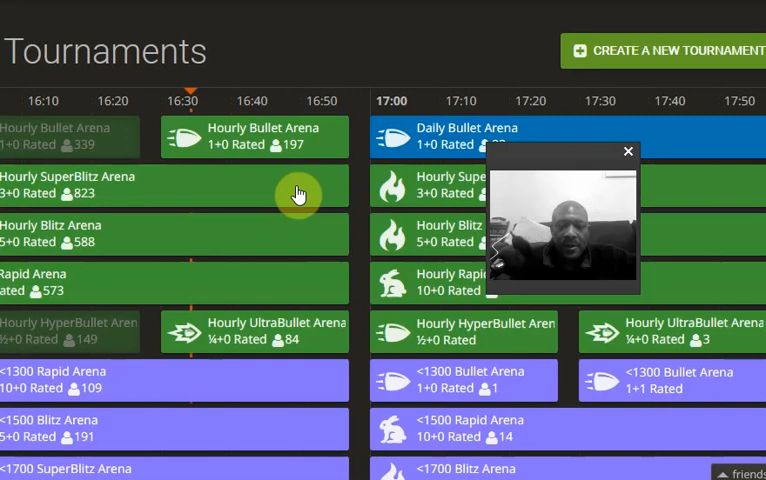 Tournaments
CREATE A NEW TOURNAMENT
16:10 16:20 16:30 16:40 16:50 17:00 17:10 17:20 17:30 17:40 17:50
Hourly Bullet Arena
1+0 Rated 339
Hourly Bullet Arena
1+0 Rated 197
Daily Bullet Arena
1+0 Rated
Hourly SuperBlitz Arena
3+0 Rated 823
Hourly Supe
3+0 Rated
Hourly Blitz Arena
5+0 Rated 588
Hourly Blitz
5+0 Rated
Rapid Arena
ated 573
Hourly Rapi
10+0 Rated
Hourly HyperBullet Aren
½+0 Rated 149
Hourly UltraBullet Arena
¼+0 Rated 84
Hourly HyperBullet Arena
½+0 Rated
Hourly UltraBullet Arena
¼+0 Rated 3
<1300 Rapid Arena
10+0 Rated 109
<1300 Bullet Arena
1+0 Rated 1
<1300 Bullet Arena
1+1 Rated
<1500 Blitz Arena
5+0 Rated 191
<1500 Rapid Arena
10+0 Rated 14
<1700 SuperBlitz Arena
<1700 Blitz Arena
friends